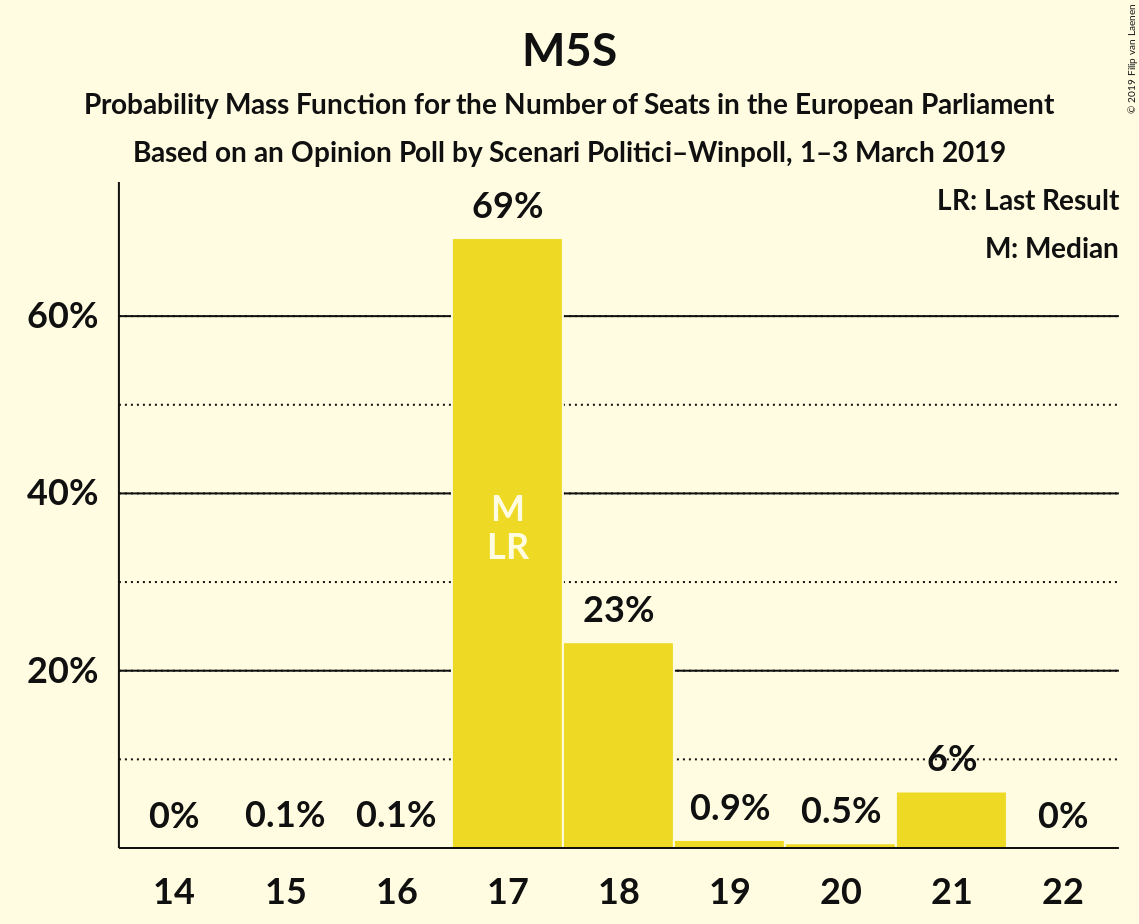 M5S
Probability Mass Function for the Number of Seats in the European Parliament
Based on an Opinion Poll by Scenari Politici–Winpoll, 1–3 March 2019
© 2019 Filip van Laenen
LR: Last Result
M: Median
69%
60%
40%
M
LR
23%
20%
6%
0%
0.1%
0.1%
0.9%
0.5%
0%
14
15
16
17
18
19
20
21
22